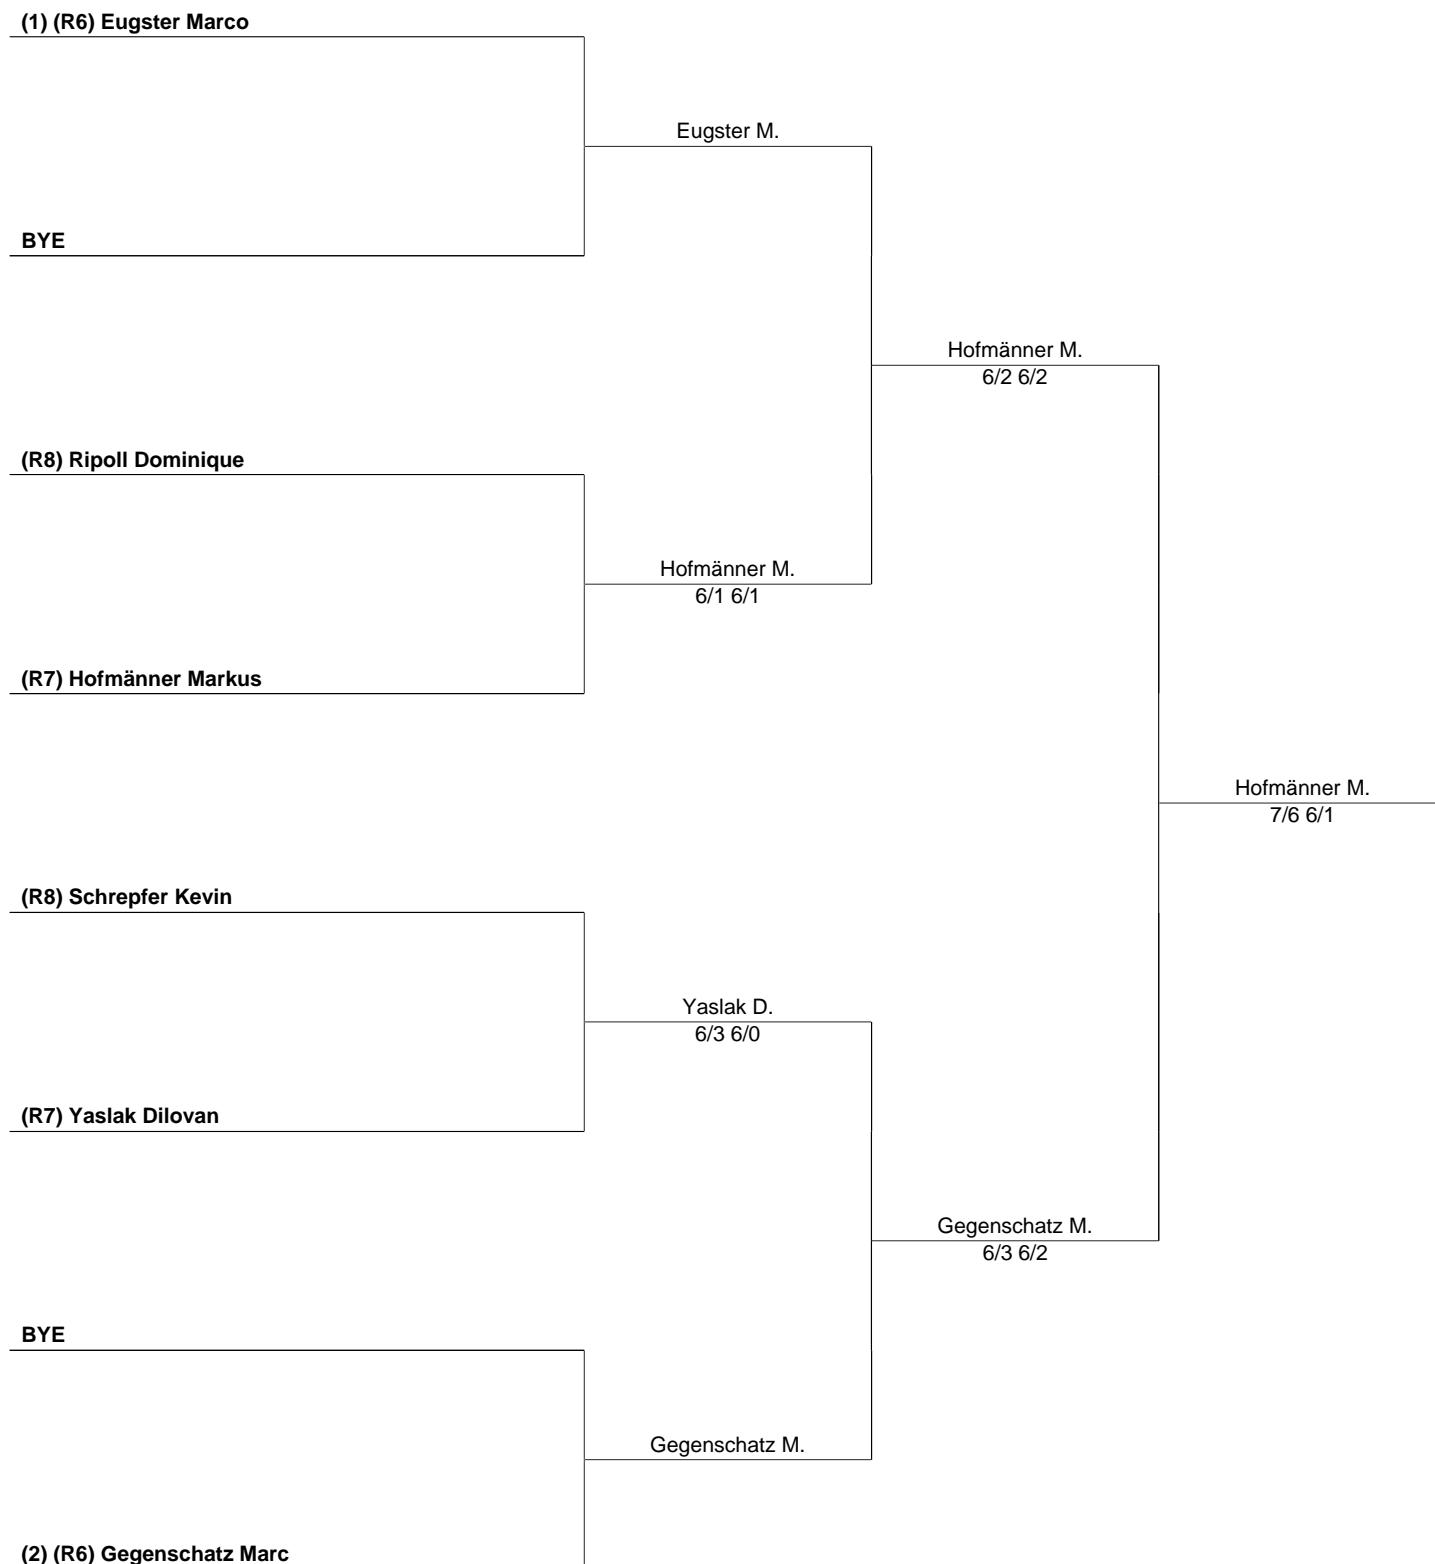 (1) (R6) Eugster Marco
Eugster M.
BYE
Hofmänner M.
6/2 6/2
(R8) Ripoll Dominique
Hofmänner M.
6/1 6/1
(R7) Hofmänner Markus
Hofmänner M.
7/6 6/1
(R8) Schrepfer Kevin
Yaslak D.
6/3 6/0
(R7) Yaslak Dilovan
Gegenschatz M.
6/3 6/2
BYE
Gegenschatz M.
(2) (R6) Gegenschatz Marc